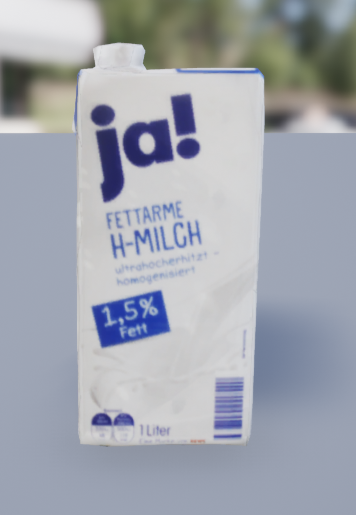 ja!
FETTARME
H-MILCH
ultrahocherhitzt -
homogenisiert
1,5%
Fett
1 Liter